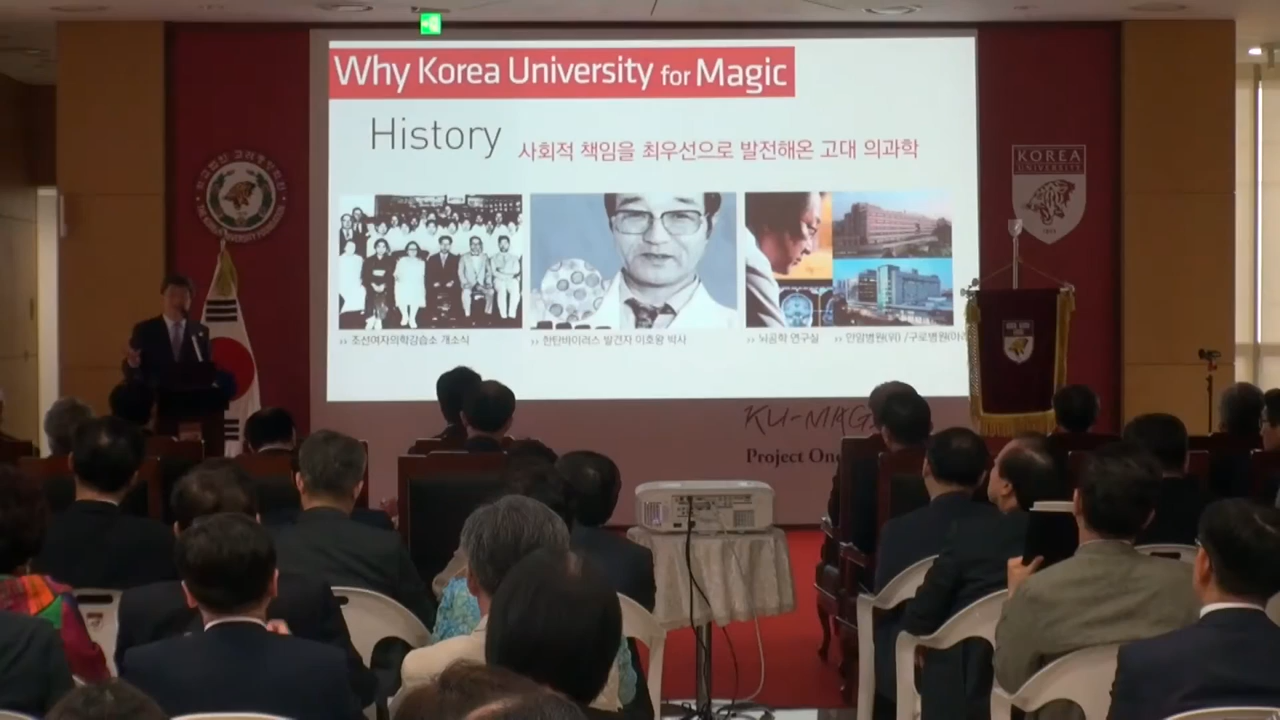 Why Korea University for Magic
History
사회적 책임을 최우선으로 발전해온 고대 의과학
›› 조선여자의학강습소 개소식
›› 한탄바이러스 발견자 이호왕 박사
›› 뇌공학 연구실
›› 안암병원(위) /구로병원(아래
KOREA
UNIVERSITY
KU-MAG
Project One